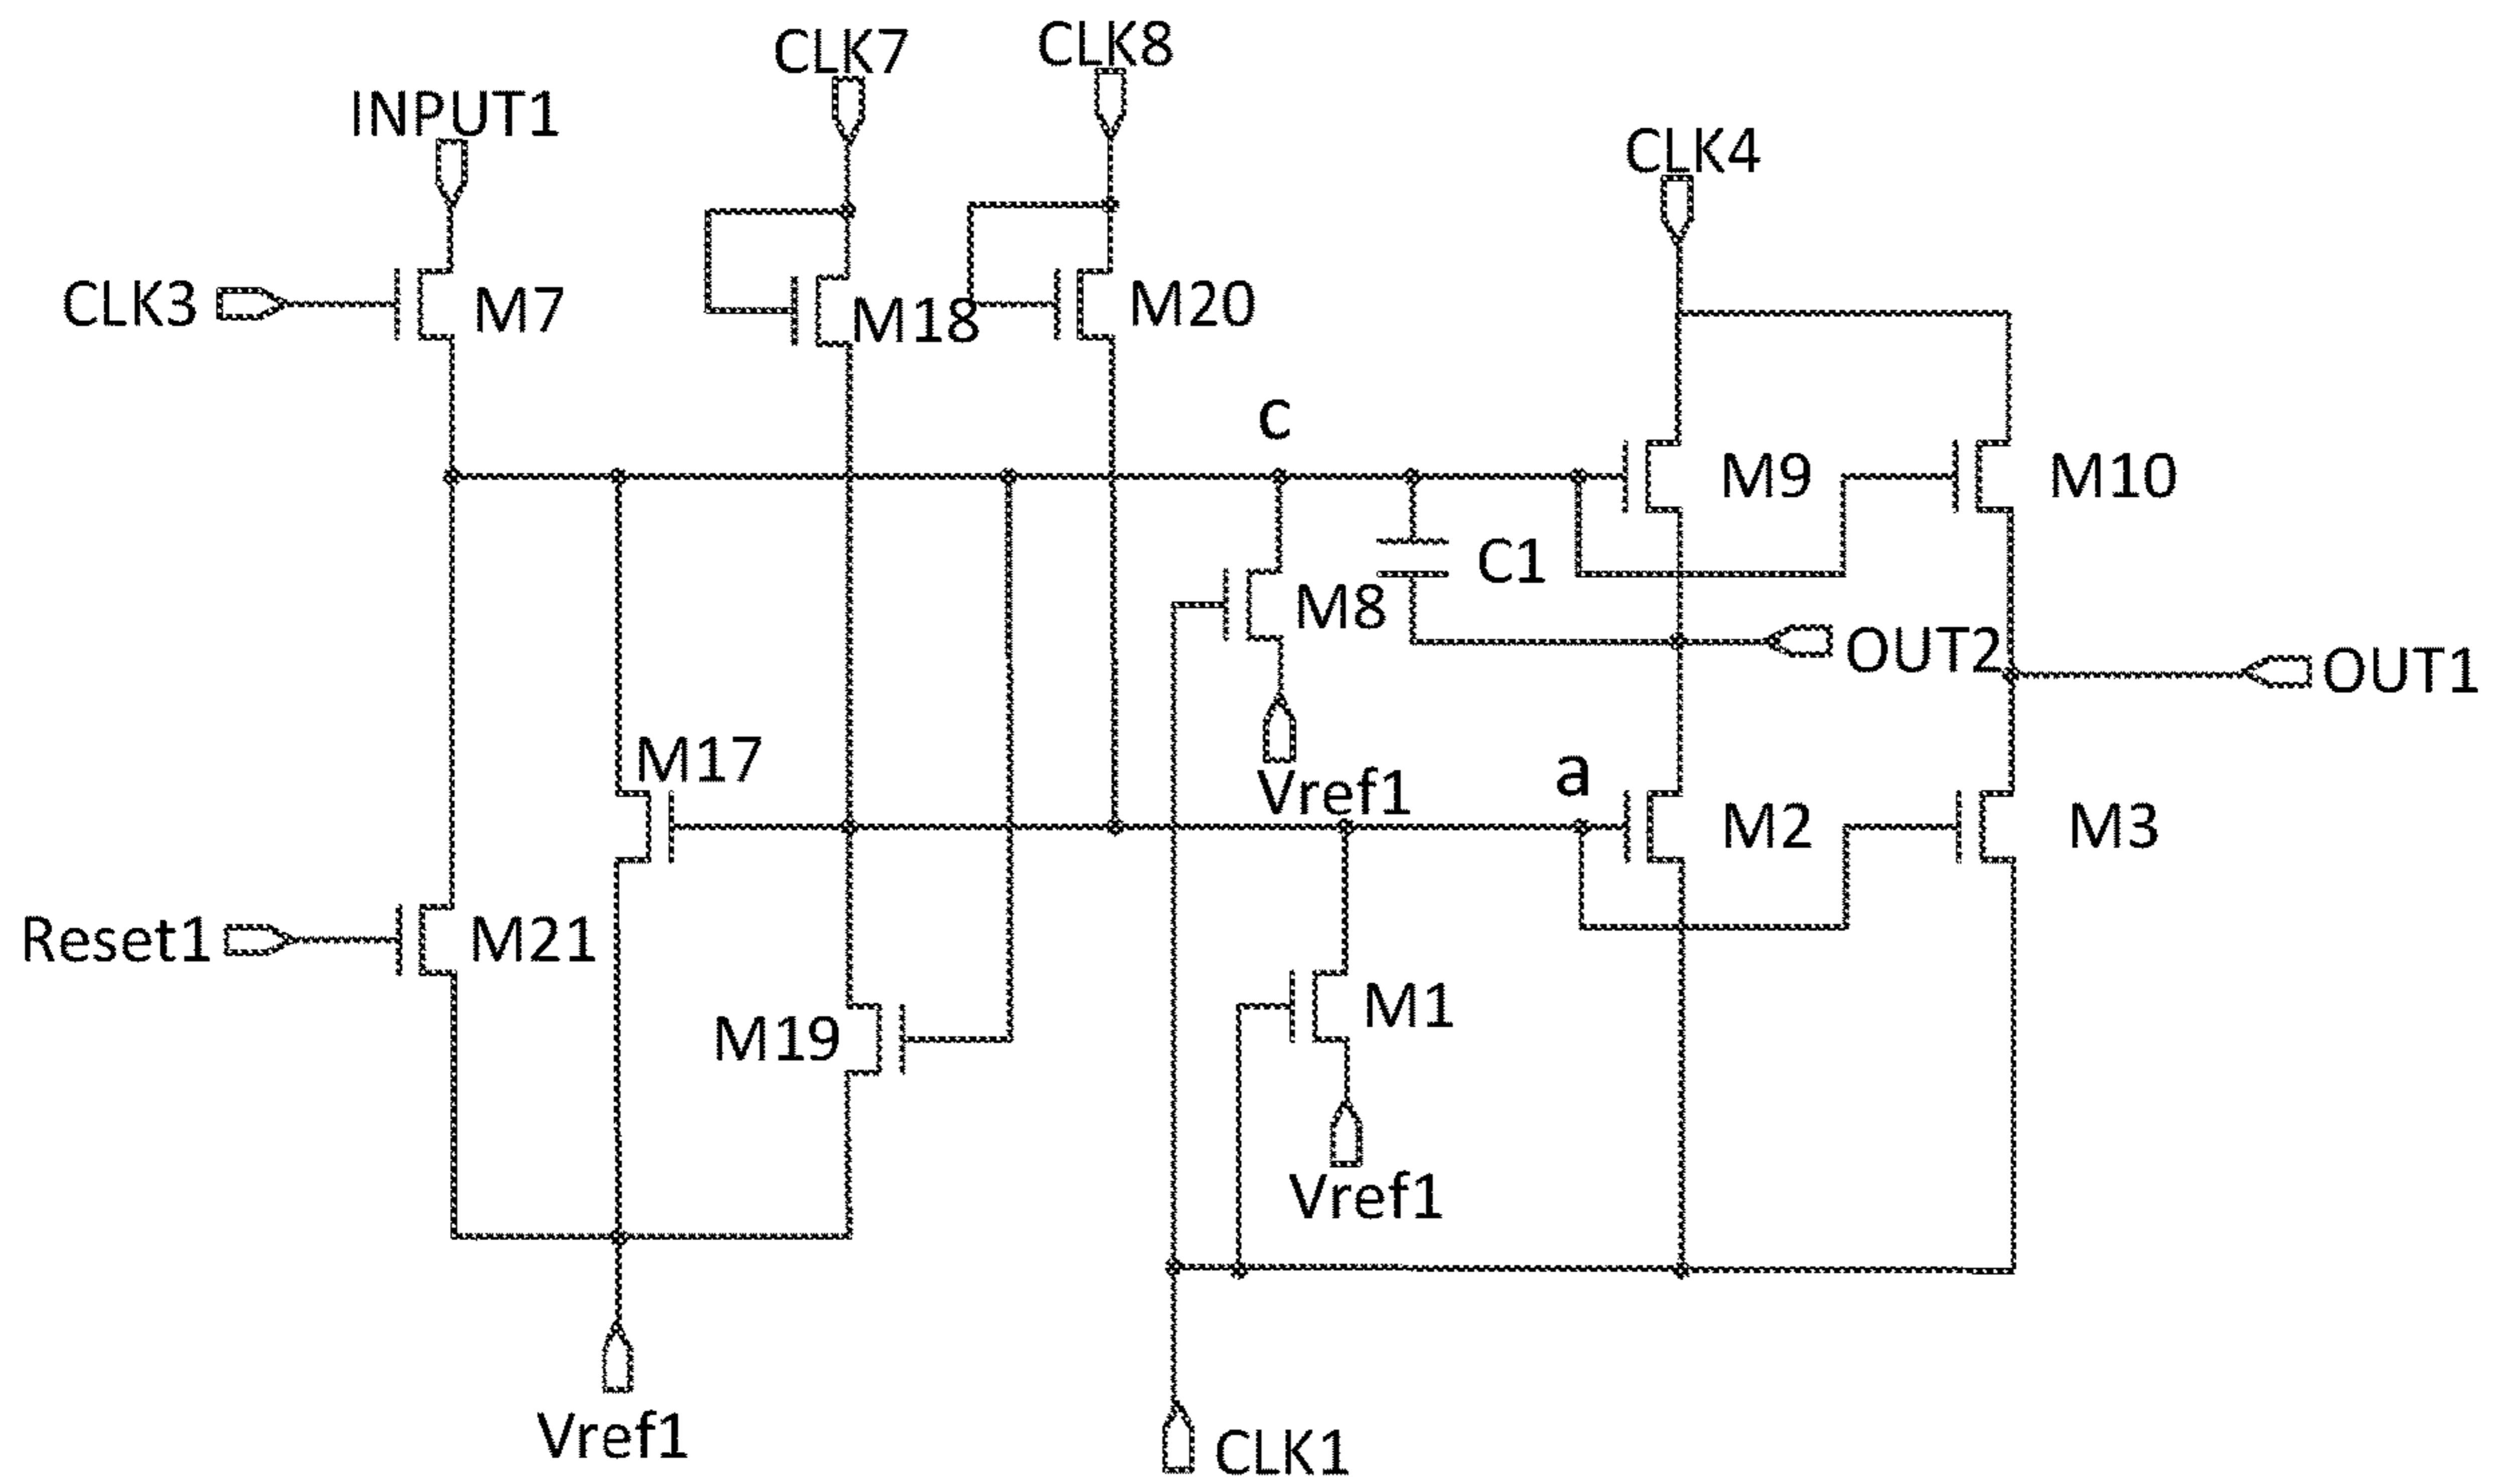 CLK7
CLK8
INPUT1
CLK4
CLK3
M7
M18
M20
c
M9
M10
C1
M8
OUT2
OUT1
M17
Vref1
a
M2
M3
Reset1
M21
M19
M1
Vref1
Vref1
CLK1